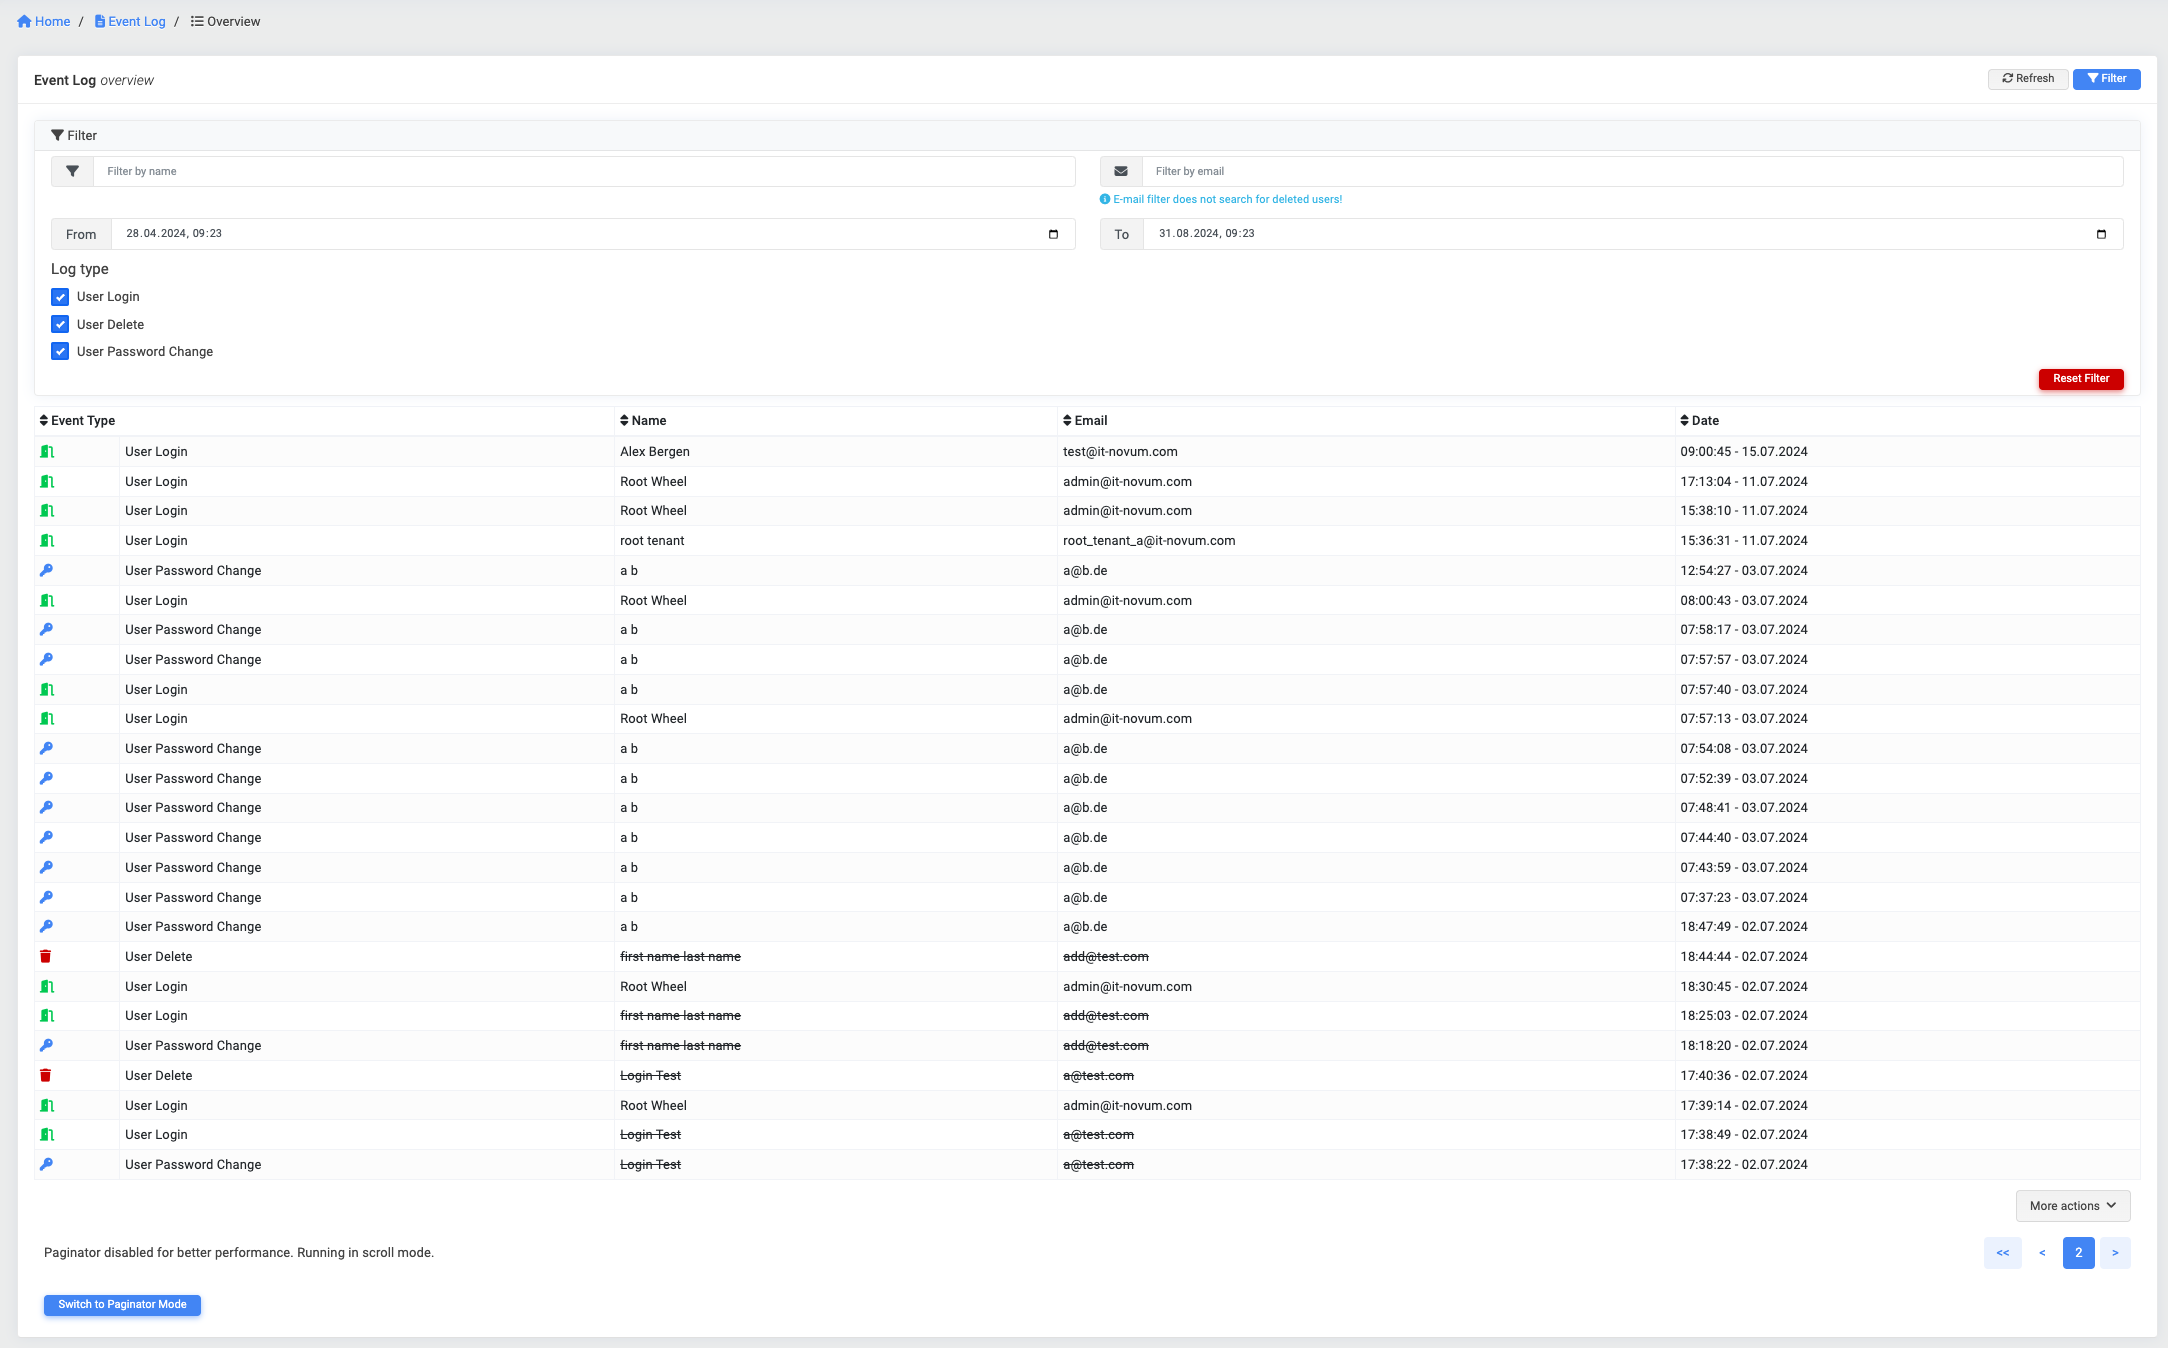 Home / Event Log / Overview
Event Log overview
Refresh
Filter
Filter
Filter by name
Filter by email
E-mail filter does not search for deleted users!
From 28.04.2024, 09:23
To 31.08.2024, 09:23
Log type
User Login
User Delete
User Password Change
Reset Filter
Event Type Name Email Date
User Login Alex Bergen test@it-novum.com 09:00:45 - 15.07.2024
User Login Root Wheel admin@it-novum.com 17:13:04 - 11.07.2024
User Login Root Wheel admin@it-novum.com 15:38:10 - 11.07.2024
User Login root tenant root_tenant_a@it-novum.com 15:36:31 - 11.07.2024
User Password Change a b a@b.de 12:54:27 - 03.07.2024
User Login Root Wheel admin@it-novum.com 08:00:43 - 03.07.2024
User Password Change a b a@b.de 07:58:17 - 03.07.2024
User Password Change a b a@b.de 07:57:57 - 03.07.2024
User Login a b a@b.de 07:57:40 - 03.07.2024
User Login Root Wheel admin@it-novum.com 07:57:13 - 03.07.2024
User Password Change a b a@b.de 07:54:08 - 03.07.2024
User Password Change a b a@b.de 07:52:39 - 03.07.2024
User Password Change a b a@b.de 07:48:41 - 03.07.2024
User Password Change a b a@b.de 07:44:40 - 03.07.2024
User Password Change a b a@b.de 07:43:59 - 03.07.2024
User Password Change a b a@b.de 07:37:23 - 03.07.2024
User Password Change a b a@b.de 18:47:49 - 02.07.2024
User Delete first name last name add@test.com 18:44:44 - 02.07.2024
User Login Root Wheel admin@it-novum.com 18:30:45 - 02.07.2024
User Login first name last name add@test.com 18:25:03 - 02.07.2024
User Password Change first name last name add@test.com 18:18:20 - 02.07.2024
User Delete Login Test a@test.com 17:40:36 - 02.07.2024
User Login Root Wheel admin@it-novum.com 17:39:14 - 02.07.2024
User Login Login Test a@test.com 17:38:49 - 02.07.2024
User Password Change Login Test a@test.com 17:38:22 - 02.07.2024
More actions
Paginator disabled for better performance. Running in scroll mode.
<< < 2 >
Switch to Paginator Mode